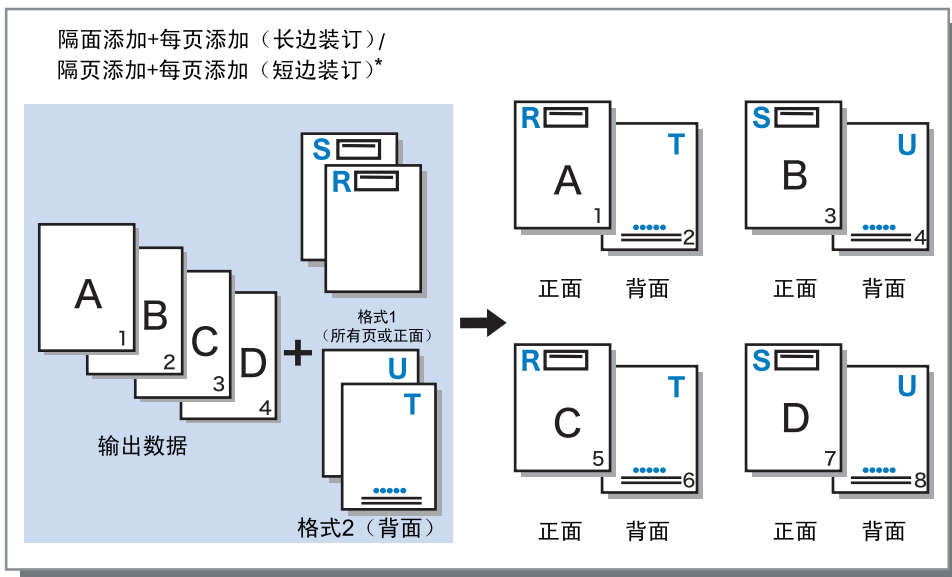 隔面添加+每页添加（长边装订）/
隔页添加+每页添加（短边装订）*
A
1
B
2
C
3
D
4
输出数据
+
S
R
格式1
（所有页或正面）
U
T
格式2（背面）
R
A
1
T
2
正面
背面
S
B
3
U
4
正面
背面
R
C
5
T
6
正面
背面
S
D
7
U
8
正面
背面